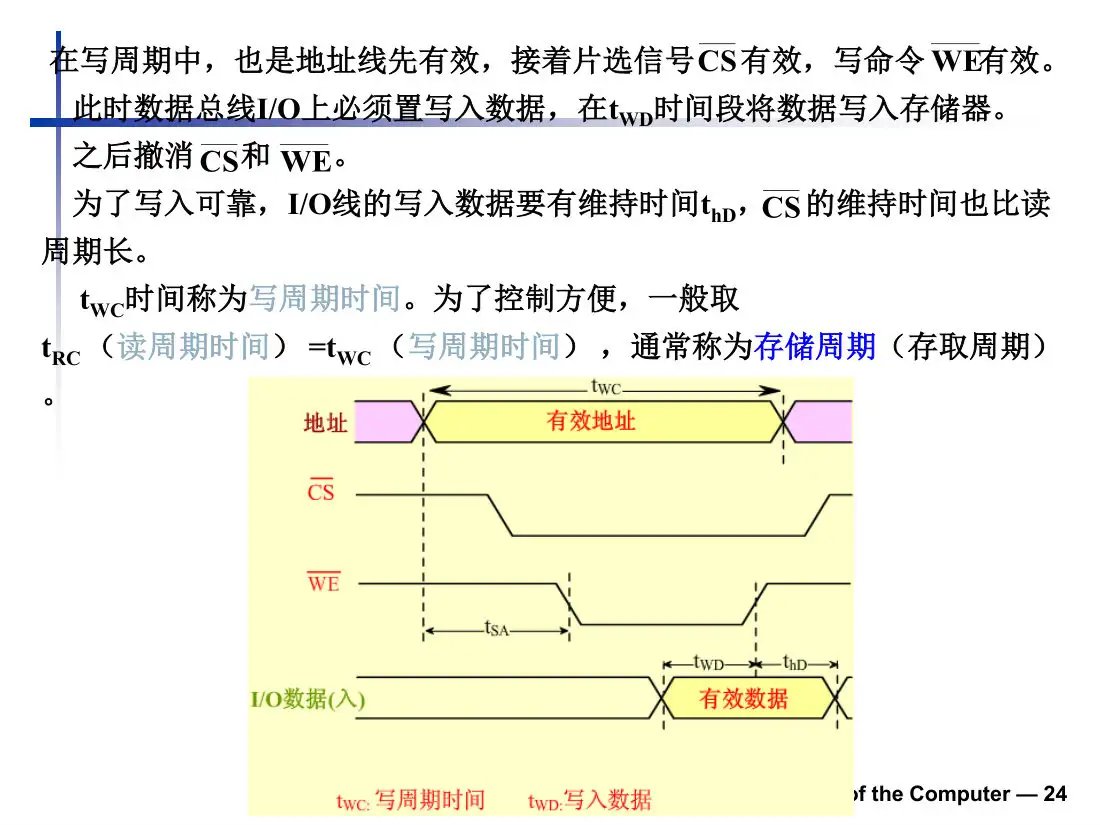 在写周期中，也是地址线先有效，接着片选信号CS有效，写命令 WE有效。
此时数据总线I/O上必须置写入数据，在tWD时间段将数据写入存储器。
之后撤消CS和 WE。
为了写入可靠，I/O线的写入数据要有维持时间thD，CS的维持时间也比读
周期长。
tWC时间称为写周期时间。为了控制方便，一般取
tRC（读周期时间）=tWC（写周期时间），通常称为存储周期（存取周期）
。
tWC
地址 有效地址
CS
WE
tSA
tWD thD
I/O数据(入) 有效数据
tWC: 写周期时间 tWD:写入数据
of the Computer — 24